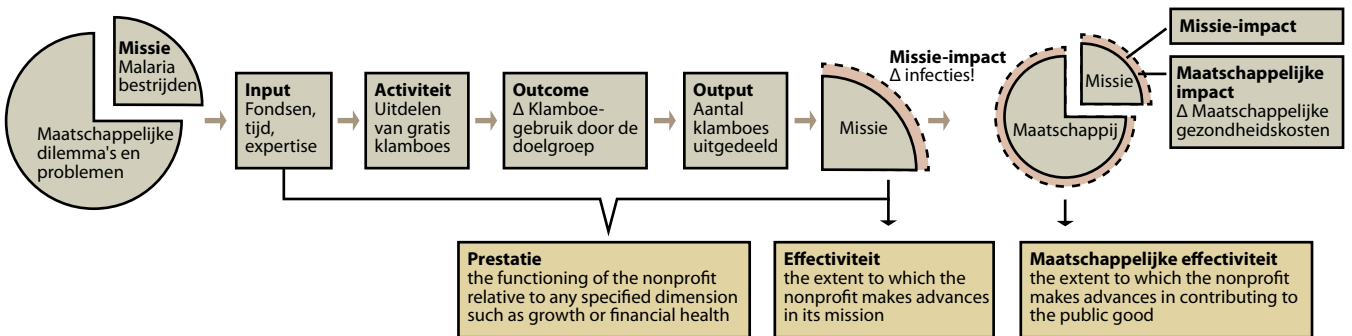 Missie
Malaria
bestrijden
Maatschappelijke
dilemma's en
problemen
Input
Fondsen,
tijd,
expertise
Activiteit
Uitdelen
van gratis
klamboes
Outcome
Δ Klamboe-
gebruik door de
doelgroep
Output
Aantal
klamboes
uitgedeeld
Missie-impact
Δ infecties!
Missie
Maatschappij
Missie
Missie-impact
Maatschappelijke
impact
Δ Maatschappelijke
gezondheidskosten
Prestatie
the functioning of the nonprofit
relative to any specified dimension
such as growth or financial health
Effectiviteit
the extent to which the
nonprofit makes advances
in its mission
Maatschappelijke effectiviteit
the extent to which the nonprofit
makes advances in contributing to
the public good